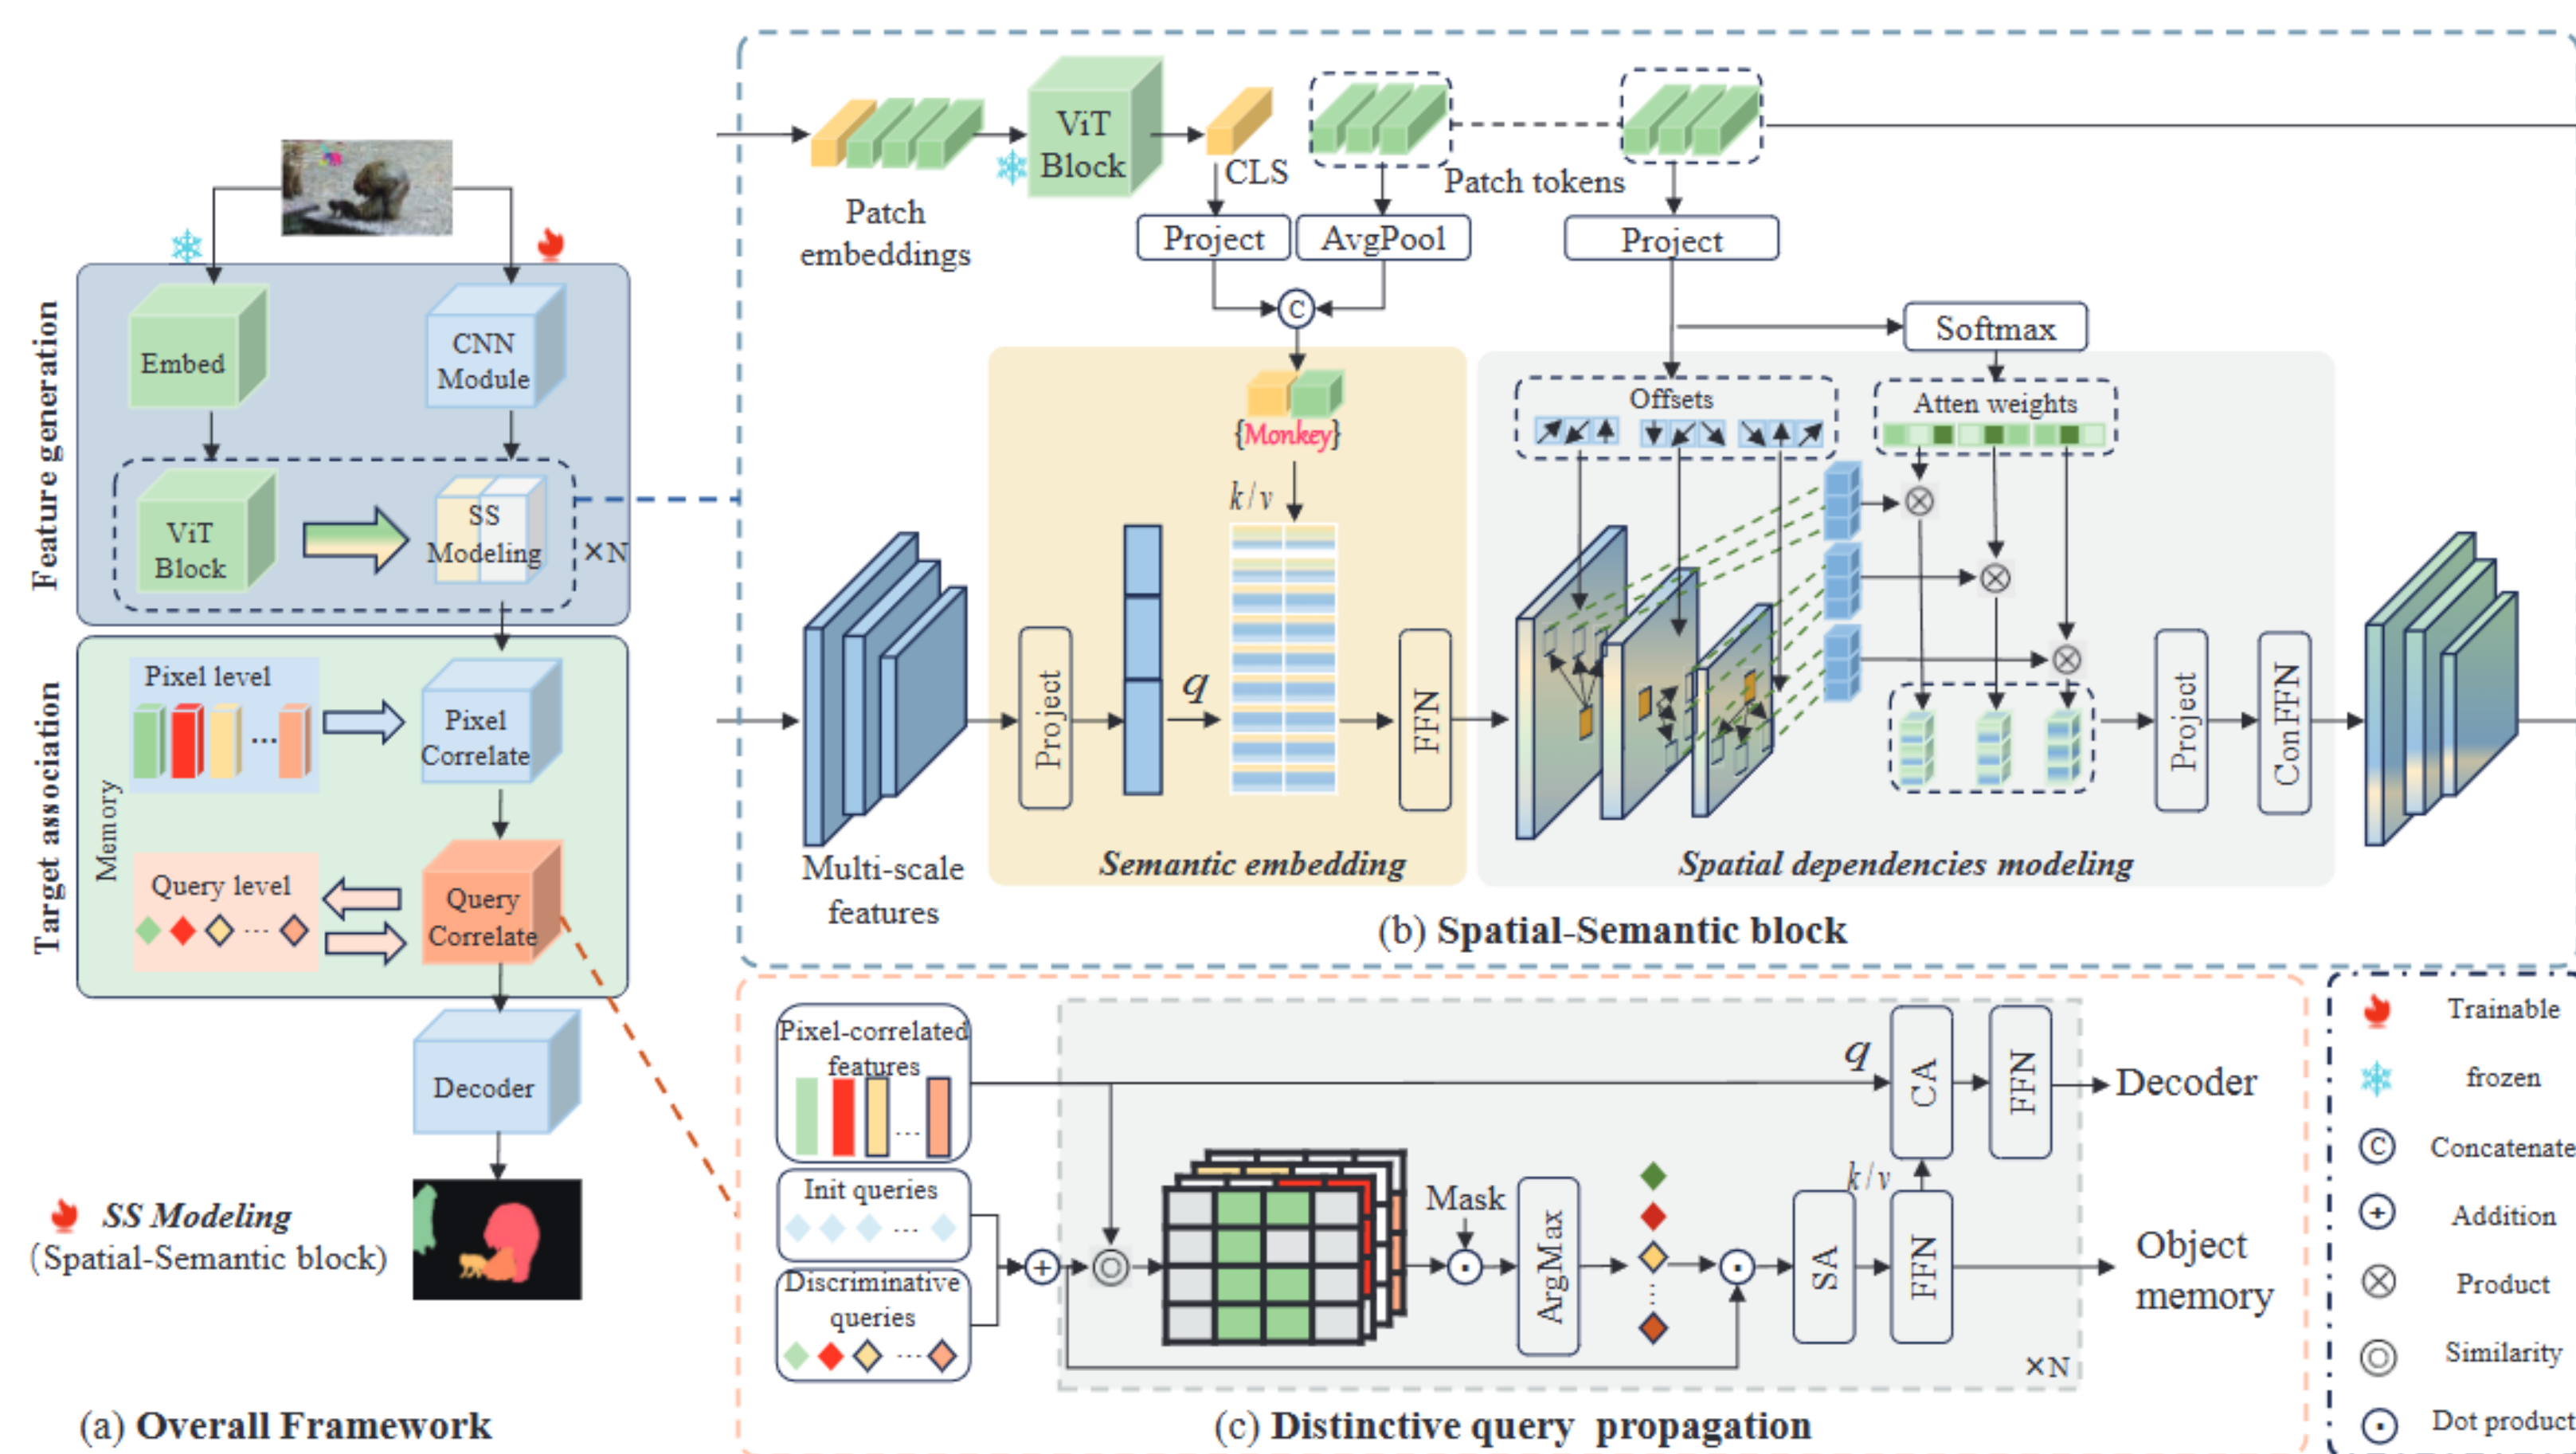 Feature generation
Embed
CNN
Module
ViT
Block
SS
Modeling
×N
Target association
Memory
Pixel level
...
Pixel
Correlate
Query level
...
Query
Correlate
Decoder
SS Modeling
(Spatial-Semantic block)
(a) Overall Framework
Patch
embeddings
ViT
Block
CLS
Patch tokens
Project
AvgPool
Project
C
Softmax
{Monkey}
k/v
Offsets
Atten weights
Multi-scale
features
Project
q
FFN
Semantic embedding
Spatial dependencies modeling
Project
ConFFN
(b) Spatial-Semantic block
Pixel-correlated
features
...
Init queries
...
Discriminative
queries
...
Mask
ArgMax
...
SA
FFN
k/v
q
CA
FFN
×N
Decoder
Object
memory
(c) Distinctive query propagation
Trainable
frozen
C Concatenate
+ Addition
Product
Similarity
Dot product